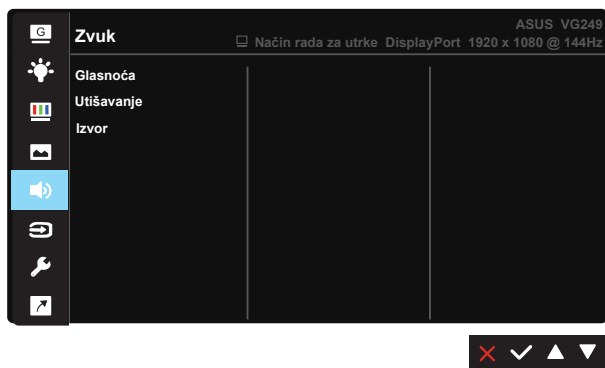 G
Zvuk
ASUS VG249
Način rada za utrke DisplayPort 1920 x 1080 @ 144Hz
Glasnoća
Utišavanje
Izvor